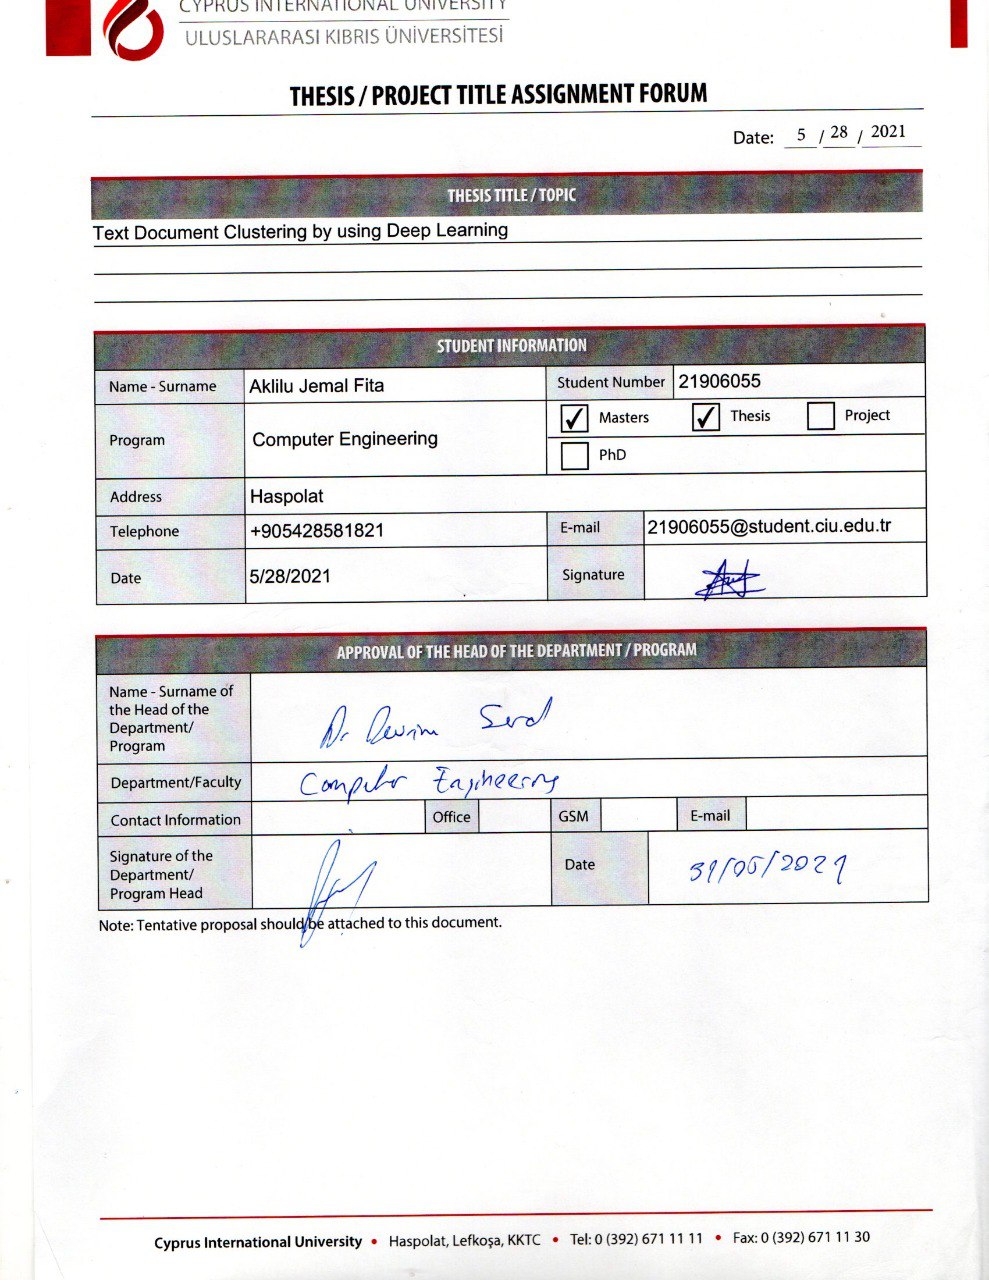 CYPRUS INTERNATIONAL UNIVERSITY
ULUSLARARASI KIBRIS ÜNİVERSİTESİ
THESIS / PROJECT TITLE ASSIGNMENT FORUM
Date: 5 / 28 / 2021
THESIS TITLE / TOPIC
Text Document Clustering by using Deep Learning
STUDENT INFORMATION
Name - Surname Aklilu Jemal Fita Student Number 21906055
Program Computer Engineering ✓ Masters ✓ Thesis Project
PhD
Address Haspolat
Telephone +905428581821 E-mail 21906055@student.ciu.edu.tr
Date 5/28/2021 Signature
APPROVAL OF THE HEAD OF THE DEPARTMENT / PROGRAM
Name - Surname of
the Head of the
Department/
Program
Dr Devrim Seral
Department/Faculty Computer Engineering
Contact Information Office GSM E-mail
Signature of the
Department/
Program Head
Date 31/05/2021
Note: Tentative proposal should be attached to this document.
Cyprus International University • Haspolat, Lefkoşa, KKTC • Tel: 0 (392) 671 11 11 • Fax: 0 (392) 671 11 30